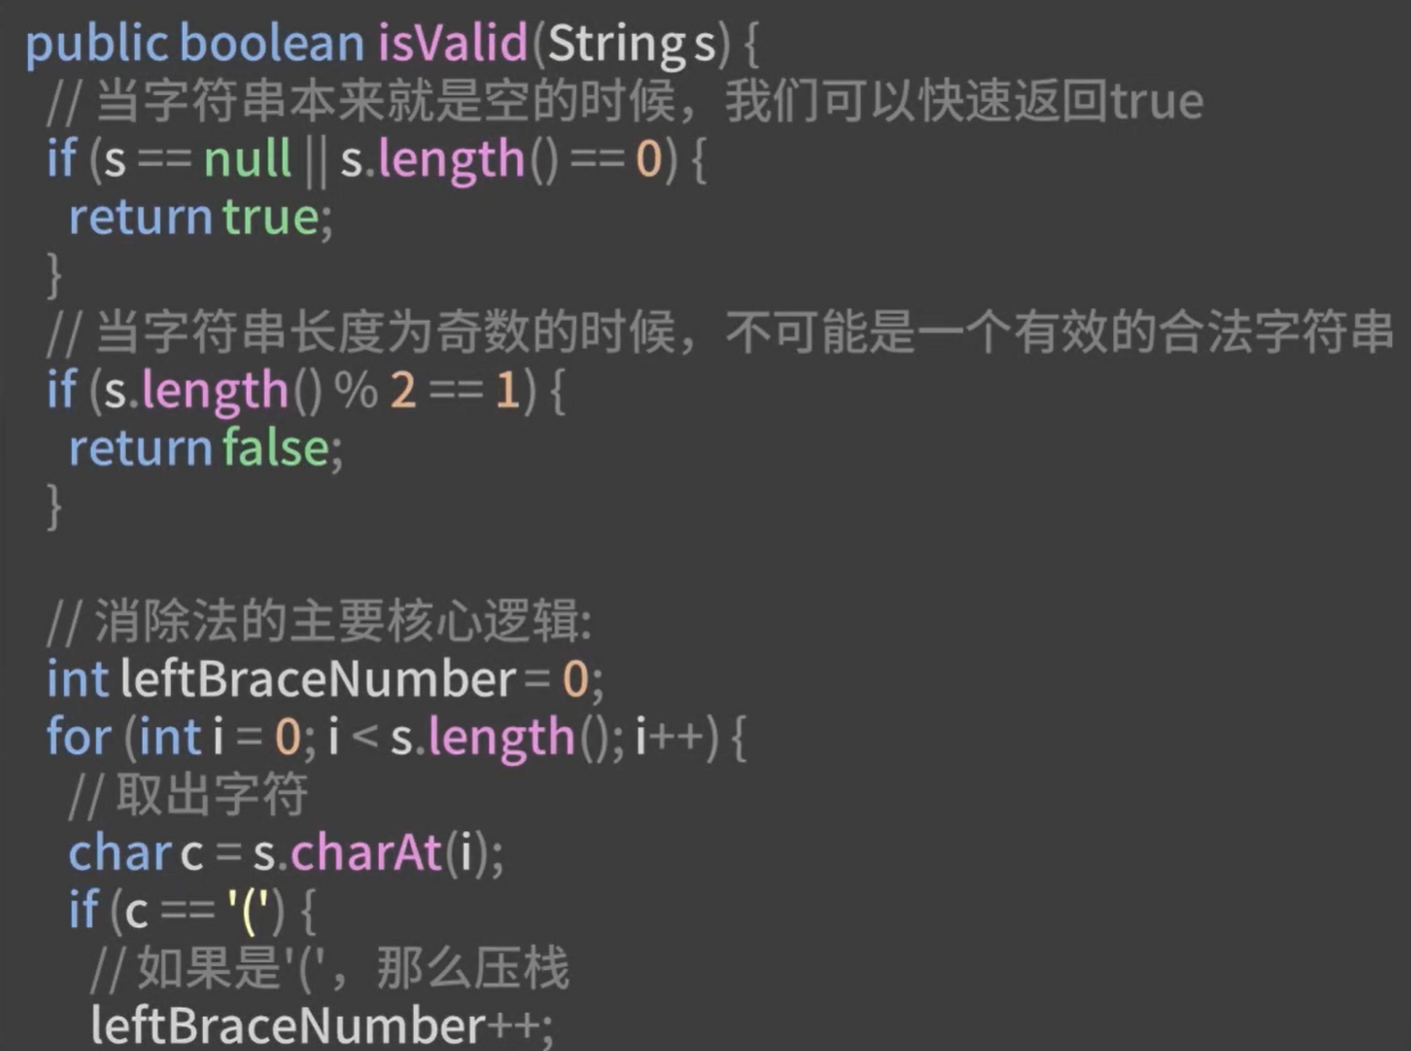 public boolean isValid(String s) {
// 当字符串本来就是空的时候，我们可以快速返回true
if (s == null || s.length() == 0) {
return true;
}
// 当字符串长度为奇数的时候，不可能是一个有效的合法字符串
if (s.length() % 2 == 1) {
return false;
}
// 消除法的主要核心逻辑:
int leftBraceNumber = 0;
for (int i = 0; i < s.length(); i++) {
// 取出字符
char c = s.charAt(i);
if (c == '(') {
// 如果是'('，那么压栈
leftBraceNumber++;